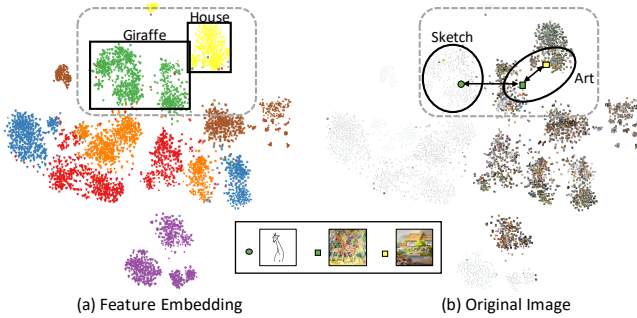 House
Giraffe
Sketch
Art
(a) Feature Embedding
(b) Original Image